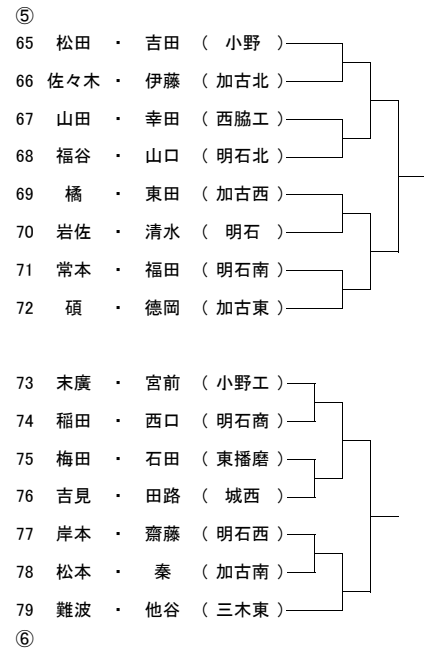 ⑤
65 松田 ・ 吉田 ( 小野 )
66 佐々木 ・ 伊藤 ( 加古北 )
67 山田 ・ 幸田 ( 西脇工 )
68 福谷 ・ 山口 ( 明石北 )
69 橘 ・ 東田 ( 加古西 )
70 岩佐 ・ 清水 ( 明石 )
71 常本 ・ 福田 ( 明石南 )
72 碩 ・ 德岡 ( 加古東 )
73 末廣 ・ 宮前 ( 小野工 )
74 稲田 ・ 西口 ( 明石商 )
75 梅田 ・ 石田 ( 東播磨 )
76 吉見 ・ 田路 ( 城西 )
77 岸本 ・ 齋藤 ( 明石西 )
78 松本 ・ 秦 ( 加古南 )
79 難波 ・ 他谷 ( 三木東 )
⑥